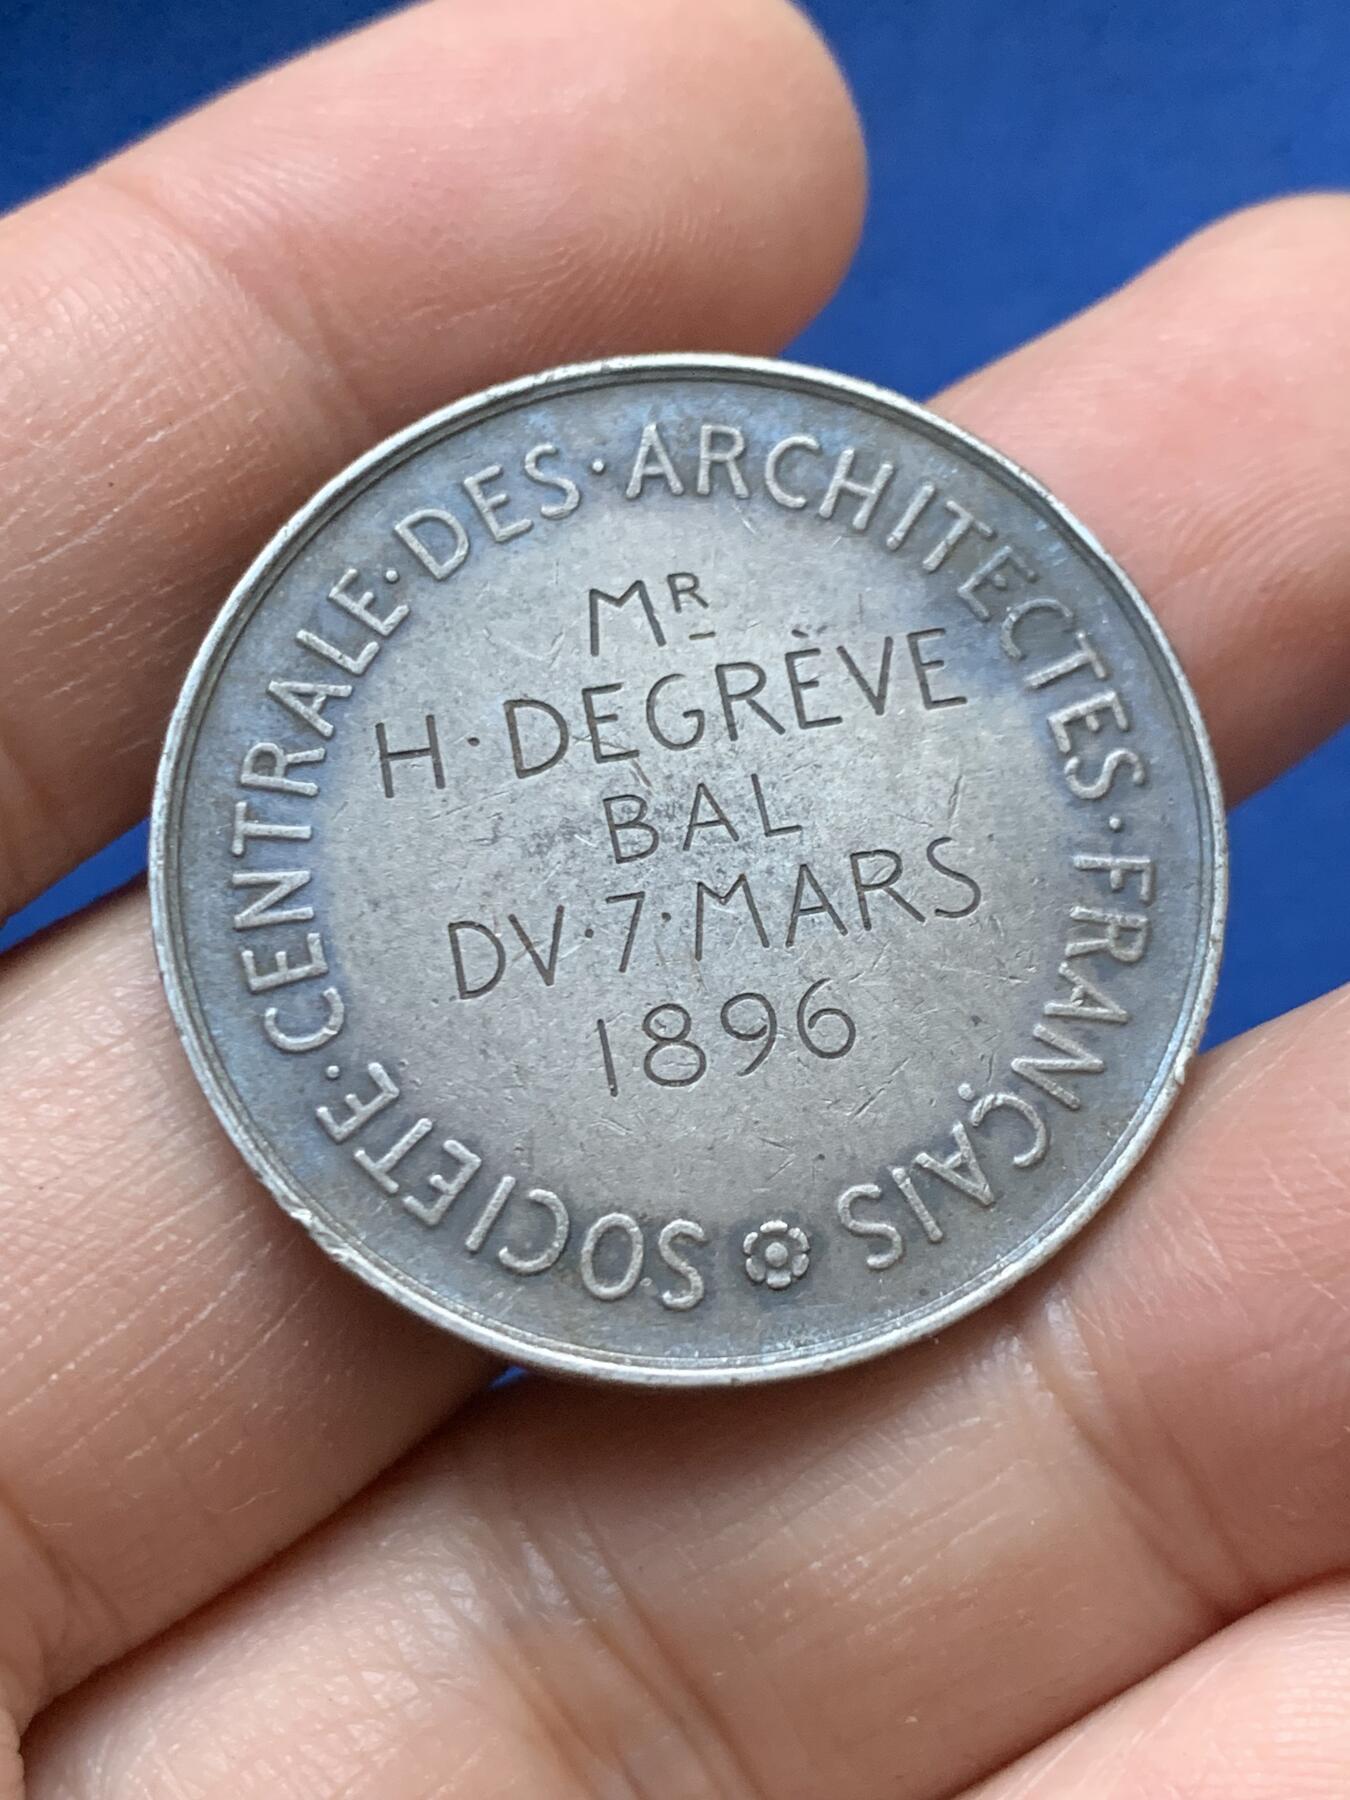 SOCIETE·CENTRALE·DES·ARCHITECTES·FRANÇAIS
MR
H·DEGRÈVE
BAL
DV·7·MARS
1896